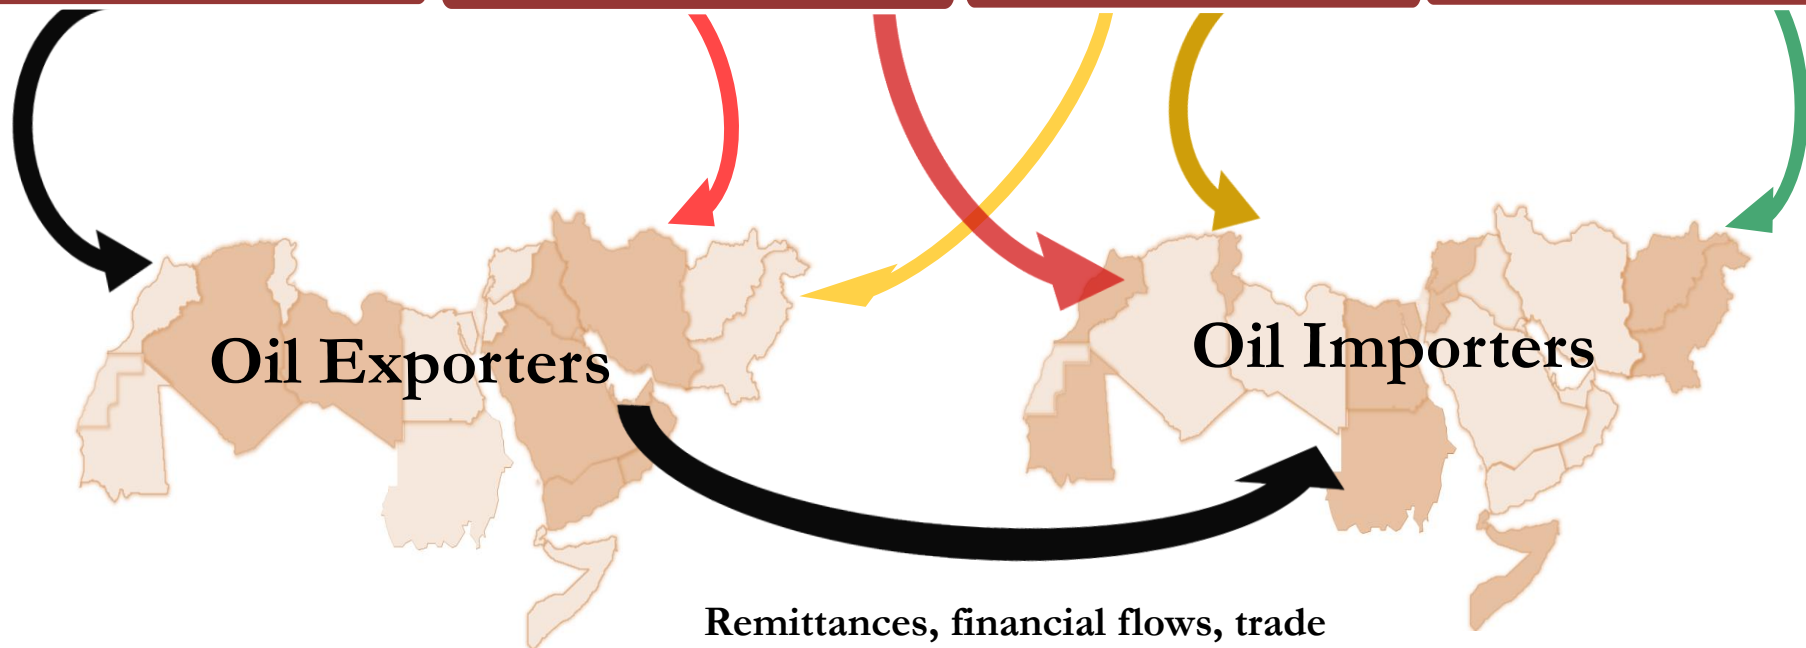 Oil Exporters
Oil Importers
Remittances, financial flows, trade